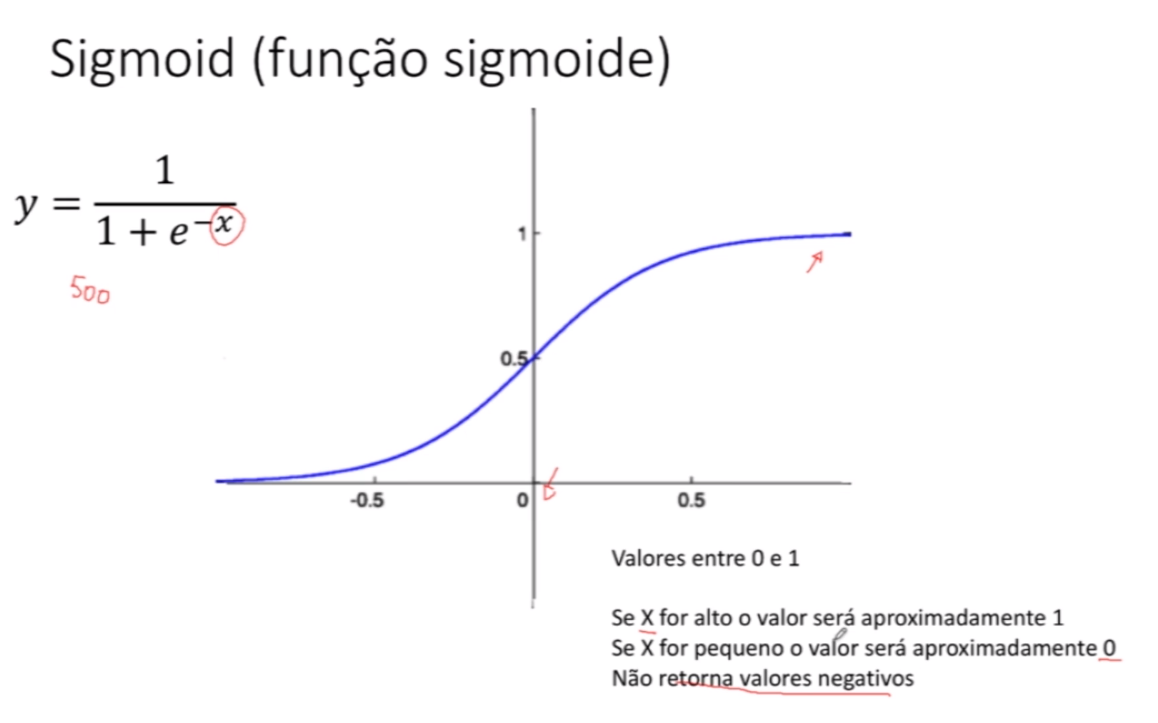 Sigmoid (função sigmoide)
y = 1 / (1 + e^−x)
500
1
0.5
-0.5 0 0.5
Valores entre 0 e 1
Se X for alto o valor será aproximadamente 1
Se X for pequeno o valor será aproximadamente 0
Não retorna valores negativos